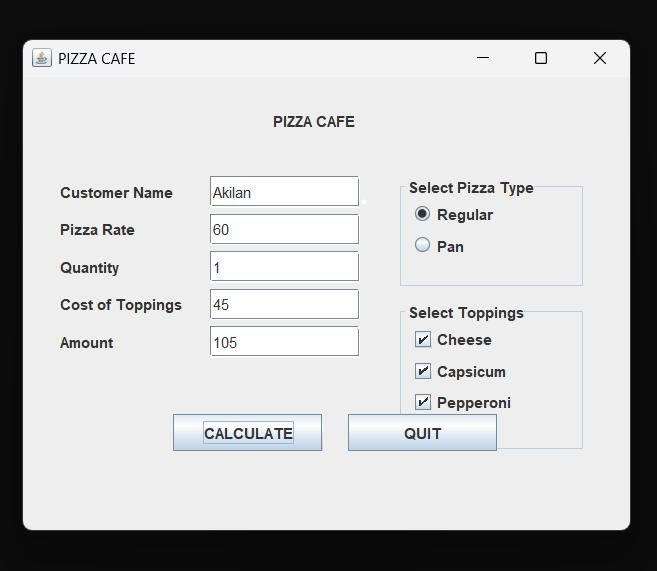 PIZZA CAFE
PIZZA CAFE
Customer Name Akilan
Pizza Rate 60
Quantity 1
Cost of Toppings 45
Amount 105
Select Pizza Type
Regular
Pan
Select Toppings
Cheese
Capsicum
Pepperoni
CALCULATE QUIT